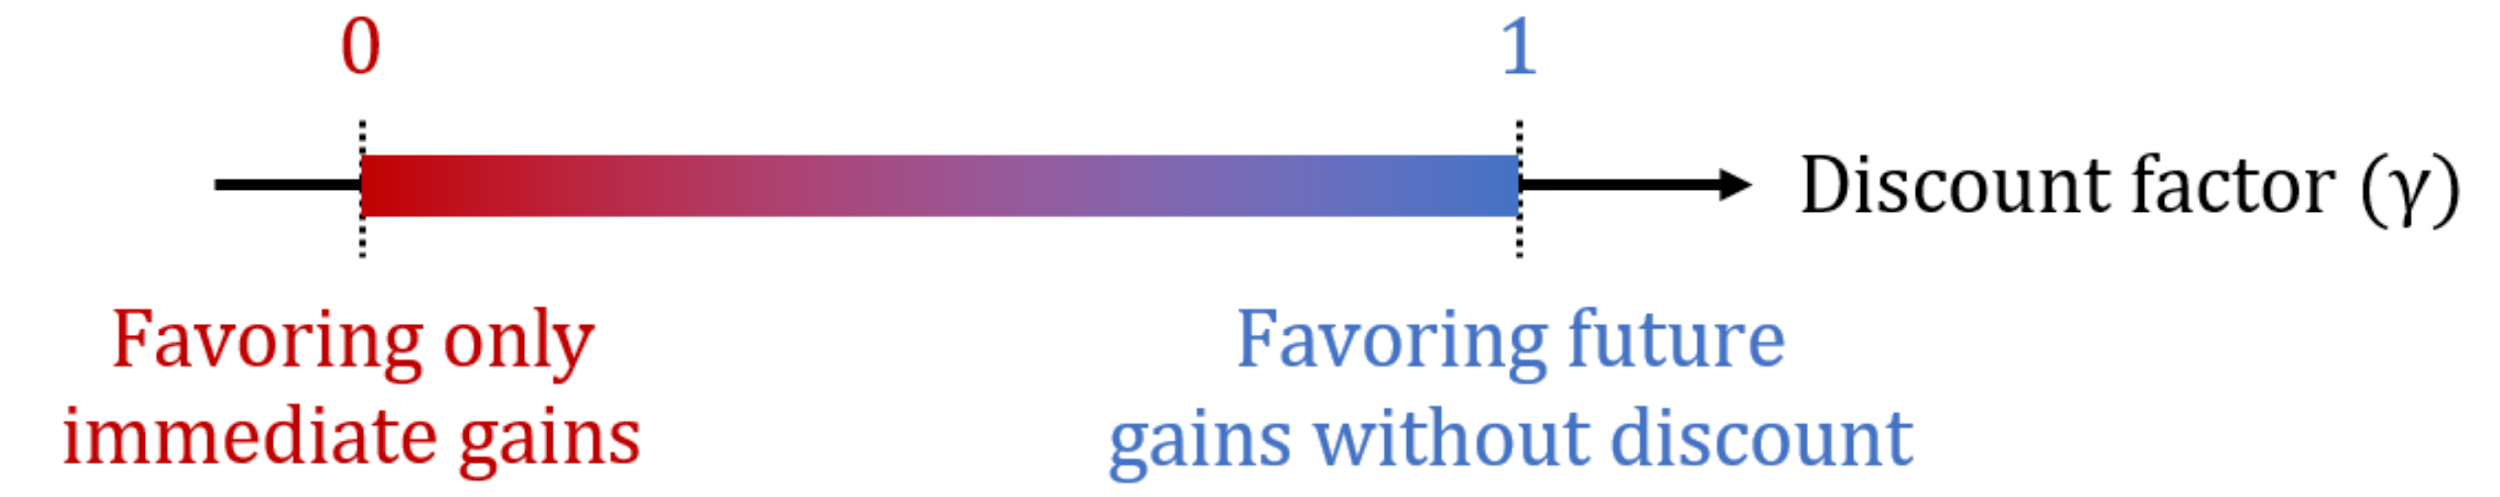 0
1
Discount factor (γ)
Favoring only
immediate gains
Favoring future
gains without discount